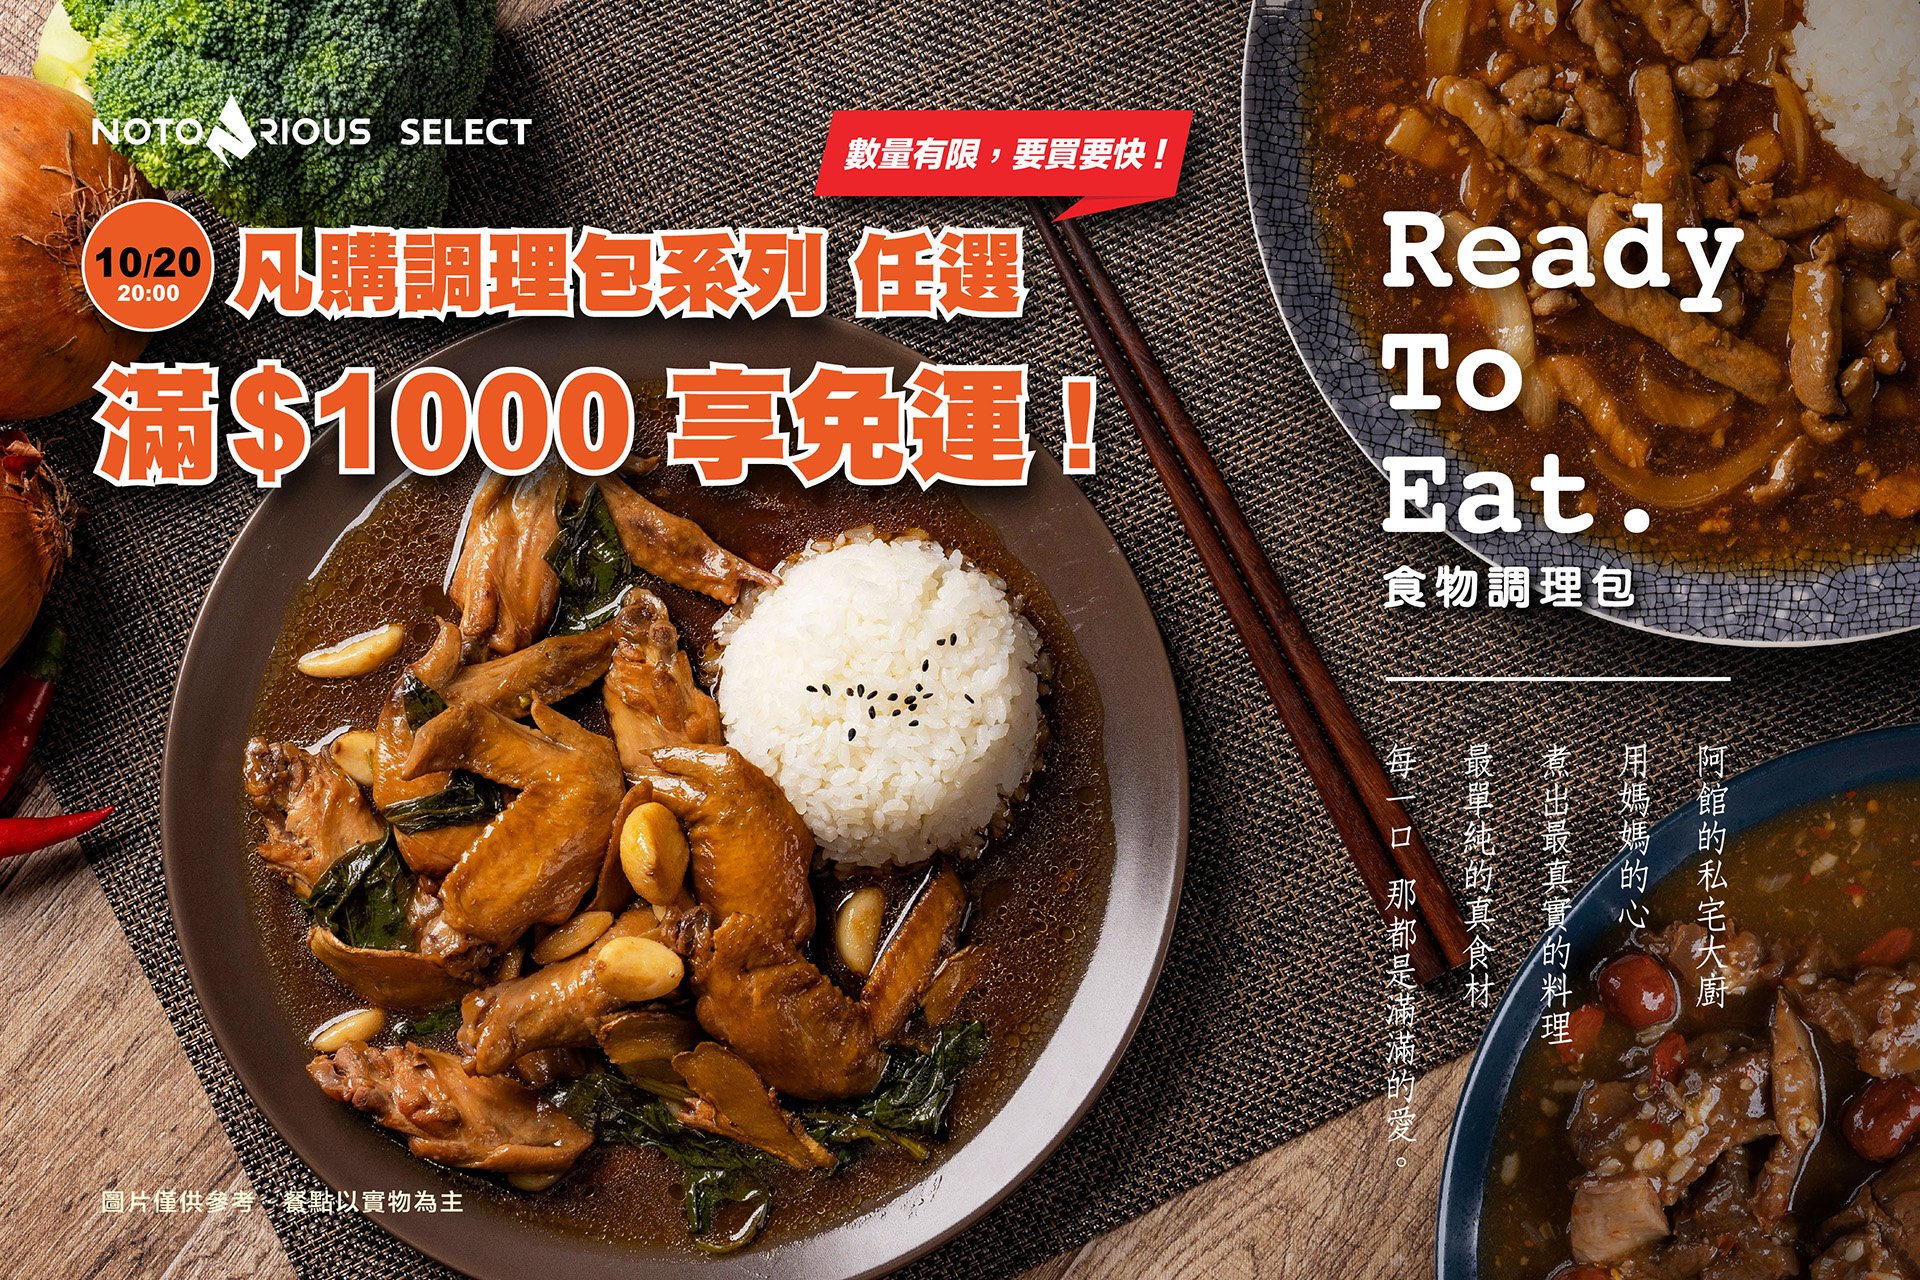 NOTORIOUS SELECT
數量有限，要買要快！
10/20
20:00
凡購調理包系列 任選
滿$1000 享免運！
Ready
To
Eat.
食物調理包
阿館的私宅大廚
用媽媽的心
煮出最真實的料理
最單純的真食材
每一口 那都是滿滿的愛。
圖片僅供參考，餐點以實物為主